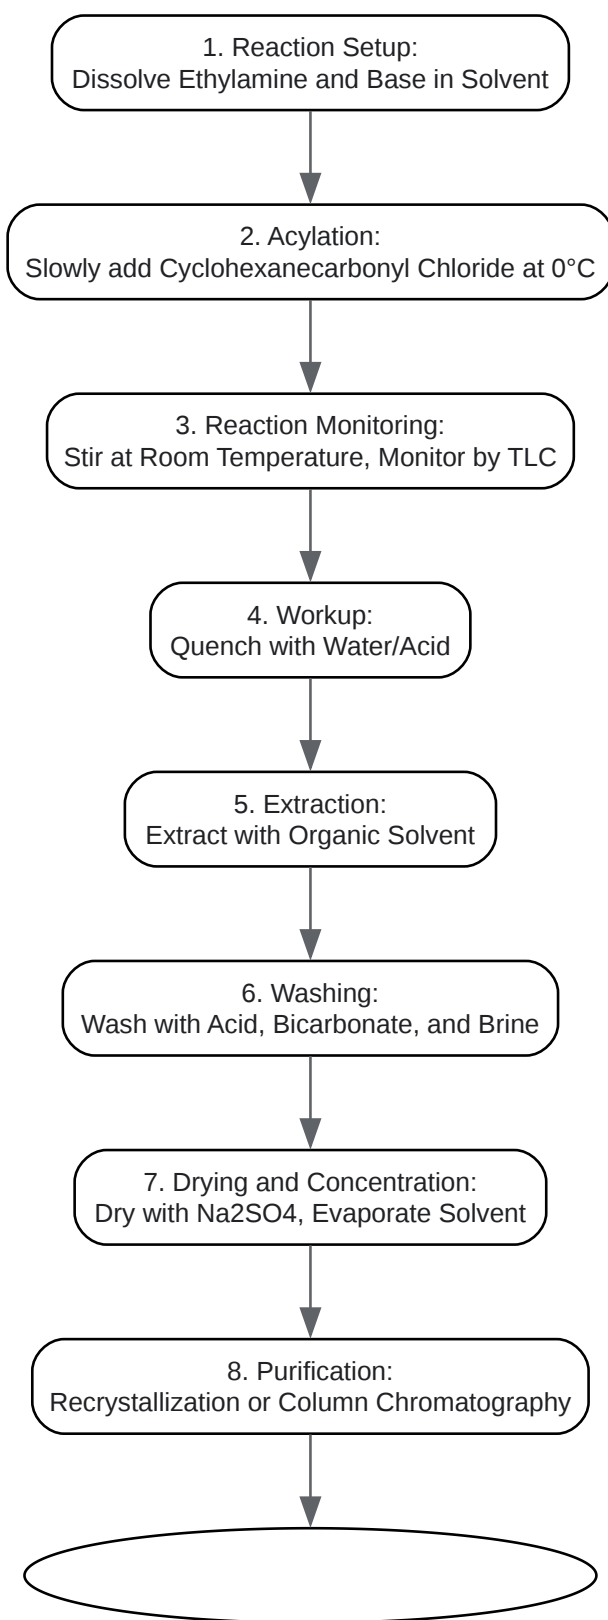 1. Reaction Setup:
Dissolve Ethylamine and Base in Solvent
2. Acylation:
Slowly add Cyclohexanecarbonyl Chloride at 0°C
3. Reaction Monitoring:
Stir at Room Temperature, Monitor by TLC
4. Workup:
Quench with Water/Acid
5. Extraction:
Extract with Organic Solvent
6. Washing:
Wash with Acid, Bicarbonate, and Brine
7. Drying and Concentration:
Dry with Na2SO4, Evaporate Solvent
8. Purification:
Recrystallization or Column Chromatography